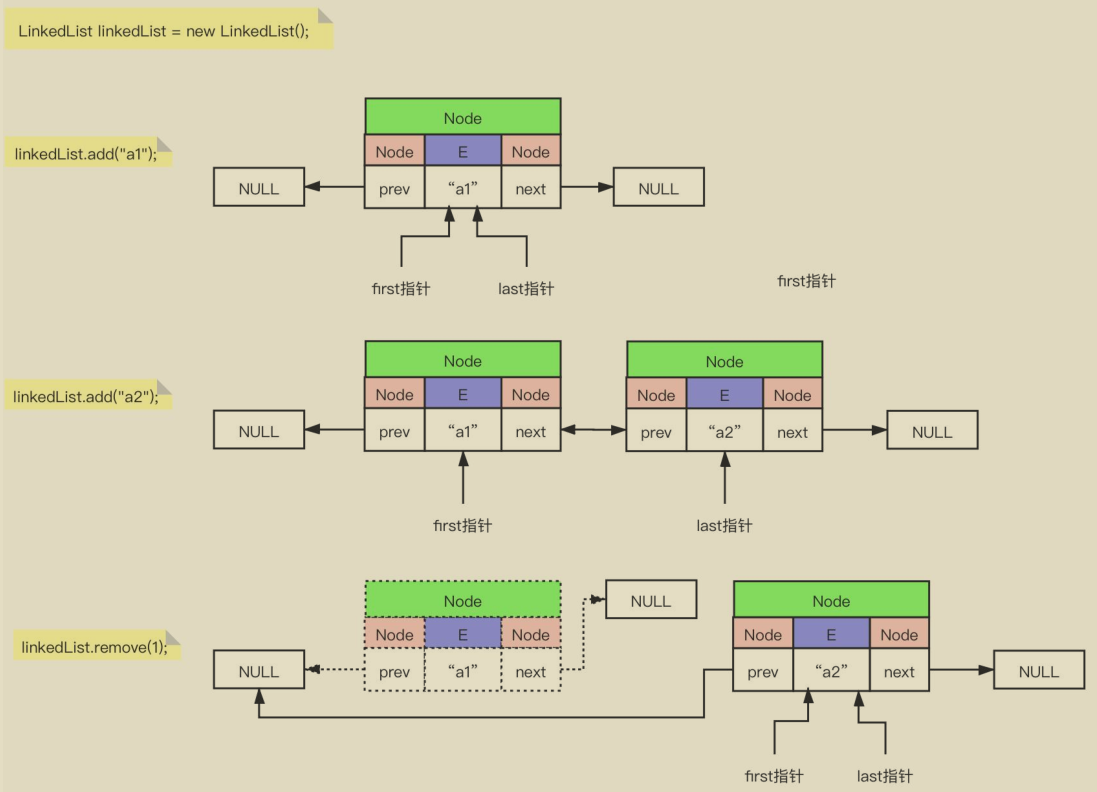 LinkedList linkedList = new LinkedList();
Node
linkedList.add("a1");
Node E Node
NULL prev “a1” next NULL
first指针 last指针
first指针
Node Node
linkedList.add("a2");
Node E Node Node E Node
NULL prev “a1” next prev “a2” next NULL
first指针 last指针
Node NULL Node
linkedList.remove(1);
Node E Node Node E Node
NULL prev “a1” next prev “a2” next NULL
first指针 last指针